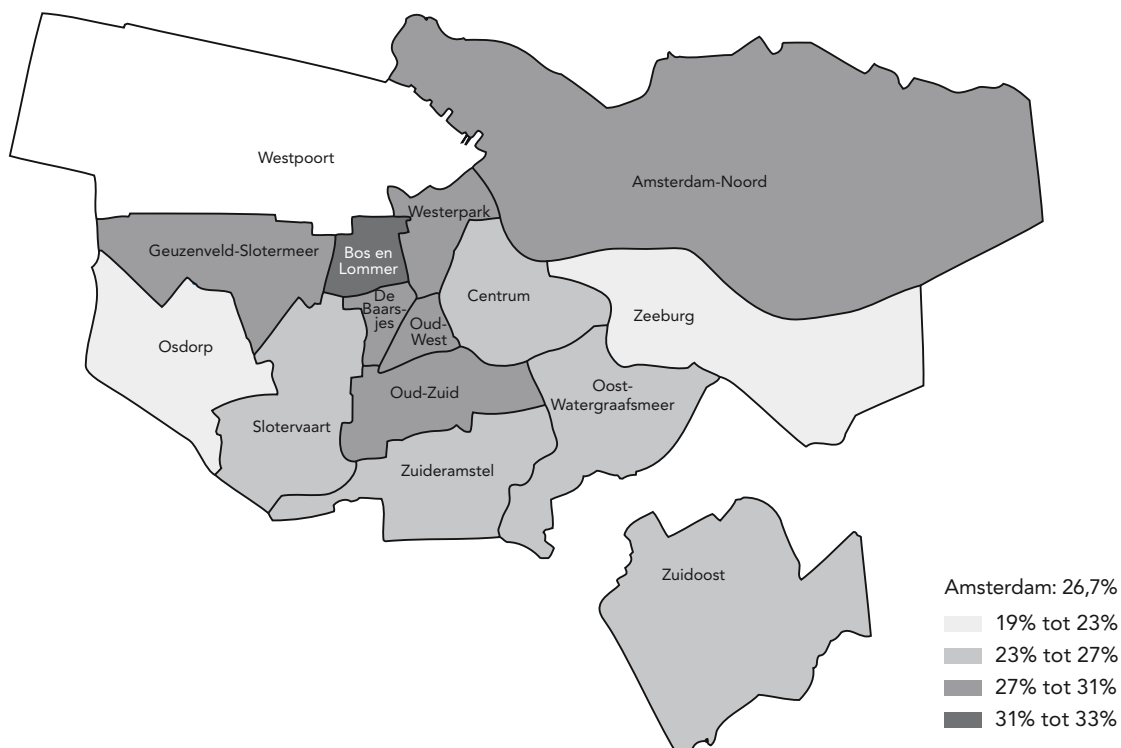 Westpoort
Amsterdam-Noord
Westerpark
Geuzenveld-Slotermeer
Bos en
Lommer
De
Baars-
jes
Centrum
Zeeburg
Oud-
West
Osdorp
Oud-Zuid
Oost-
Watergraafsmeer
Slotervaart
Zuideramstel
Zuidoost
Amsterdam: 26,7%
19% tot 23%
23% tot 27%
27% tot 31%
31% tot 33%